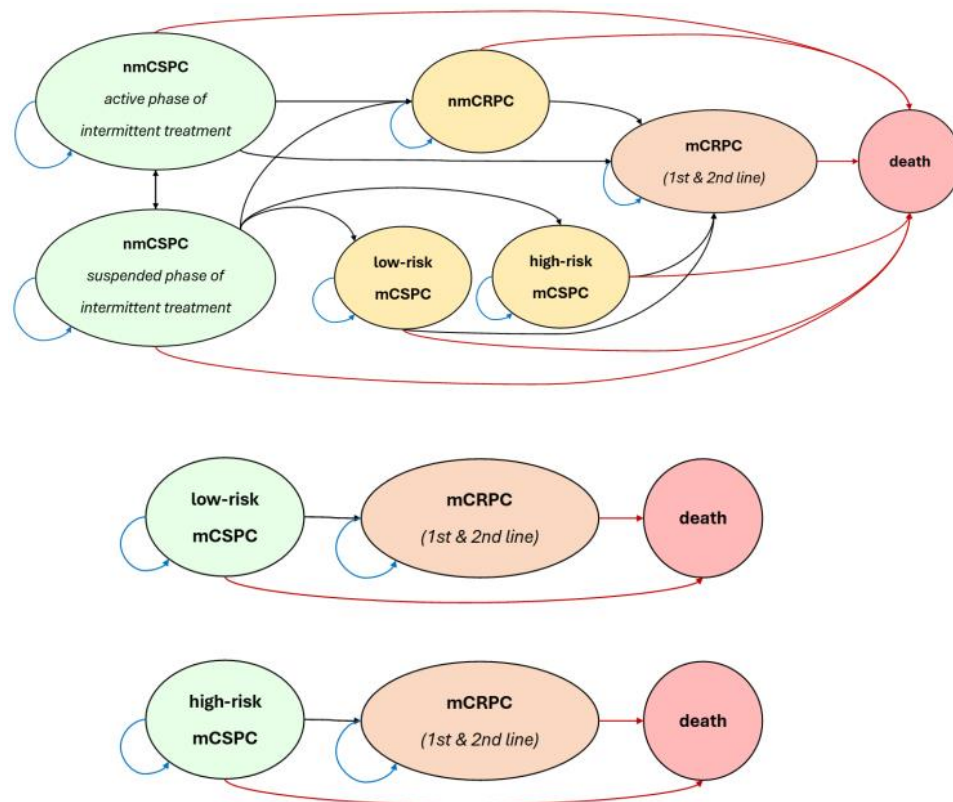 nmCSPC
active phase of
intermittent treatment
nmCRPC
mCRPC
(1st & 2nd line)
death
nmCSPC
suspended phase of
intermittent treatment
low-risk
mCSPC
high-risk
mCSPC
low-risk
mCSPC
mCRPC
(1st & 2nd line)
death
high-risk
mCSPC
mCRPC
(1st & 2nd line)
death